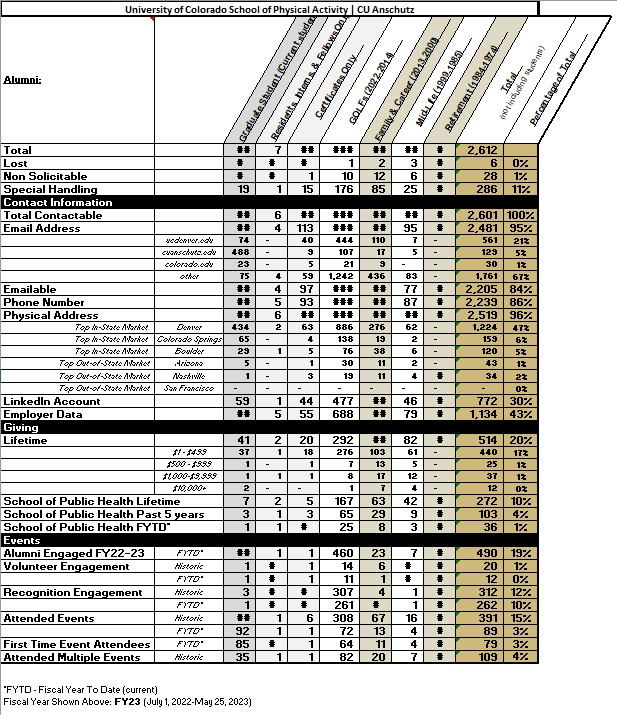 University of Colorado School of Physical Activity | CU Anschutz
Alumni:
Graduate Student (Current studen
Residents, Interns, & Fellows Only
Certificates Only
GOLFs (2022-2014)
Family & Career (2013-2000)
MidLife (1999-1985)
Retirement (1984-1974)
Total
(not including students)
Percentage of Total
Total ## 7 ## ### ## ## # 2,612
Lost # # # 1 2 3 # 6 0%
Non Solicitable # # 1 10 12 6 # 28 1%
Special Handling 19 1 15 176 85 25 # 286 11%
Contact Information
Total Contactable ## 6 ## ### ## ## # 2,601 100%
Email Address ## 4 113 ### ## 95 # 2,481 95%
ucdenver.edu 74 - 40 444 110 7 - 561 21%
cuanschutz.edu 488 - 9 107 17 5 - 129 5%
colorado.edu 23 - 5 21 9 - - 30 1%
other 75 4 59 1,242 436 83 # 1,761 67%
Emailable ## 4 97 ### ## 77 # 2,205 84%
Phone Number ## 5 93 ### ## 87 # 2,239 86%
Physical Address ## 6 ## ### ## ## # 2,519 96%
Top In-State Market Denver 434 2 63 886 276 62 - 1,224 47%
Top In-State Market Colorado Springs 65 - 4 138 19 2 - 159 6%
Top In-State Market Boulder 29 1 5 76 38 6 - 120 5%
Top Out-of-State Market Arizona 5 - 1 30 11 2 - 43 1%
Top Out-of-State Market Nashville 1 - 3 19 11 4 # 34 2%
Top Out-of-State Market San Francisco - - - - - - - - 0%
LinkedIn Account 59 1 44 477 ## 46 # 772 30%
Employer Data ## 5 55 688 ## 79 # 1,134 43%
Giving
Lifetime 41 2 20 292 ## 82 # 514 20%
$1 - $499 37 1 18 276 103 61 - 440 17%
$500 - $999 1 - 1 7 13 5 - 25 1%
$1,000-$9,999 1 1 1 8 17 12 - 37 1%
$10,000+ 2 - - 1 7 4 - 12 0%
School of Public Health Lifetime 7 2 5 167 63 42 # 272 10%
School of Public Health Past 5 years 3 1 3 65 29 9 # 103 4%
School of Public Health FYTD* 1 1 # 25 8 3 # 36 1%
Events
Alumni Engaged FY22-23 FYTD* ## 1 1 460 23 7 # 490 19%
Volunteer Engagement Historic 1 # 1 14 6 # # 20 1%
FYTD* 1 # 1 11 1 # # 12 0%
Recognition Engagement Historic 3 # # 307 4 1 # 312 12%
FYTD* 1 # # 261 # 1 # 262 10%
Attended Events Historic ## 1 6 308 67 16 # 391 15%
FYTD* 92 1 1 72 13 4 # 89 3%
First Time Event Attendees FYTD* 85 # 1 64 11 4 # 79 3%
Attended Multiple Events Historic 35 1 1 82 20 7 # 109 4%
*FYTD - Fiscal Year To Date (current)
Fiscal Year Shown Above: FY23 (July 1, 2022-May 25, 2023)